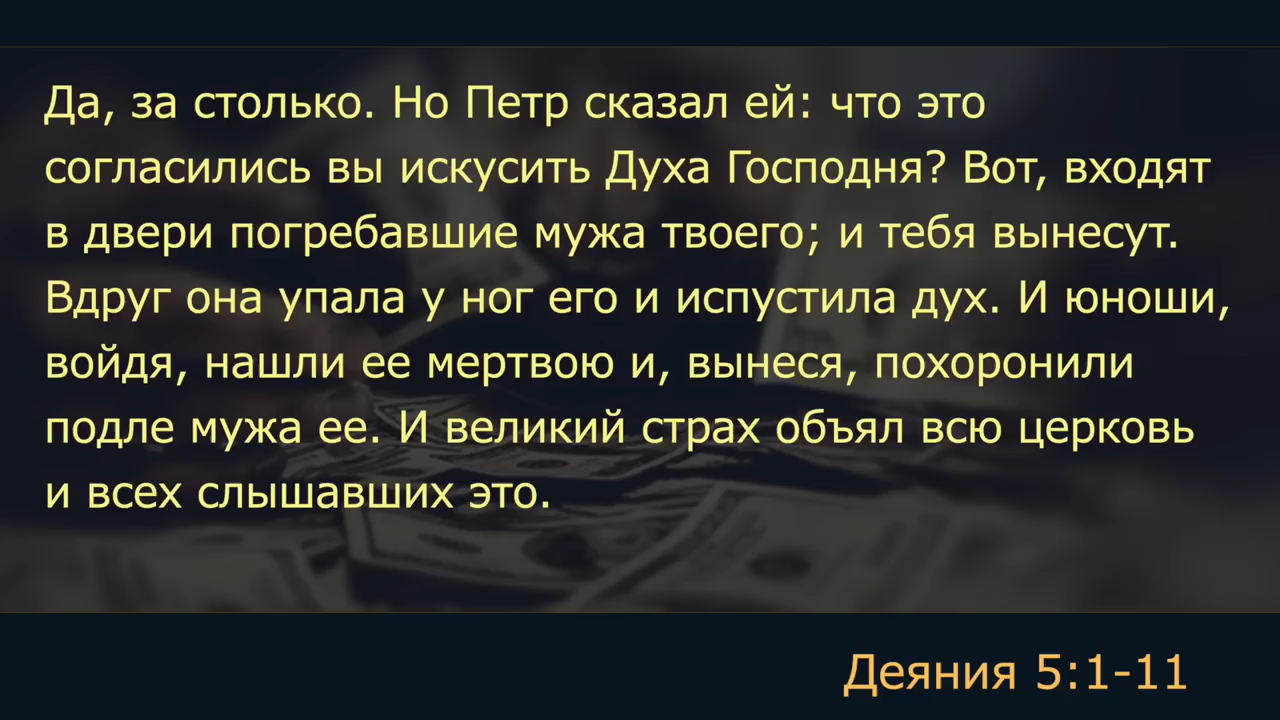 Да, за столько. Но Петр сказал ей: что это
согласились вы искусить Духа Господня? Вот, входят
в двери погребавшие мужа твоего; и тебя вынесут.
Вдруг она упала у ног его и испустила дух. И юноши,
войдя, нашли ее мертвою и, вынеся, похоронили
подле мужа ее. И великий страх объял всю церковь
и всех слышавших это.
Деяния 5:1-11